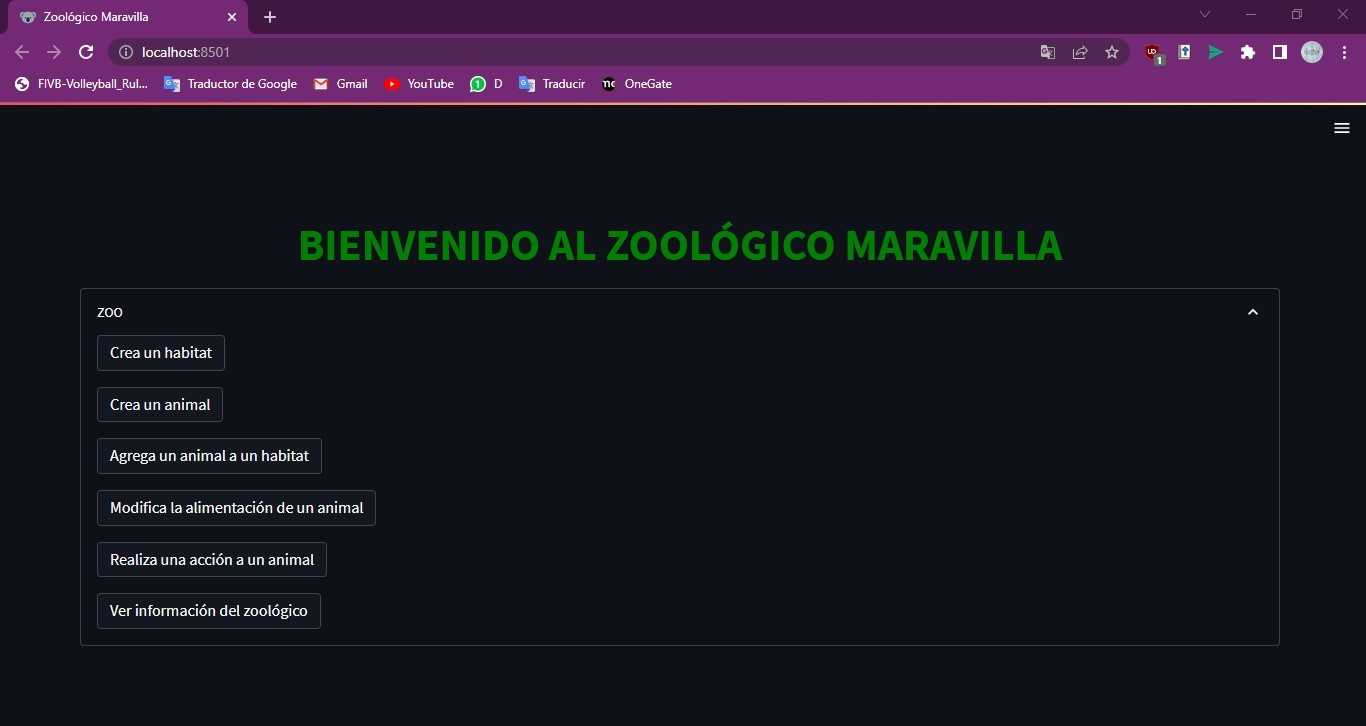 Zoológico Maravilla
localhost:8501
1
FIVB-Volleyball_Rul...
Traductor de Google
Gmail
YouTube
1 D
Traducir
OneGate
BIENVENIDO AL ZOOLÓGICO MARAVILLA
ZOO
Crea un habitat
Crea un animal
Agrega un animal a un habitat
Modifica la alimentación de un animal
Realiza una acción a un animal
Ver información del zoológico